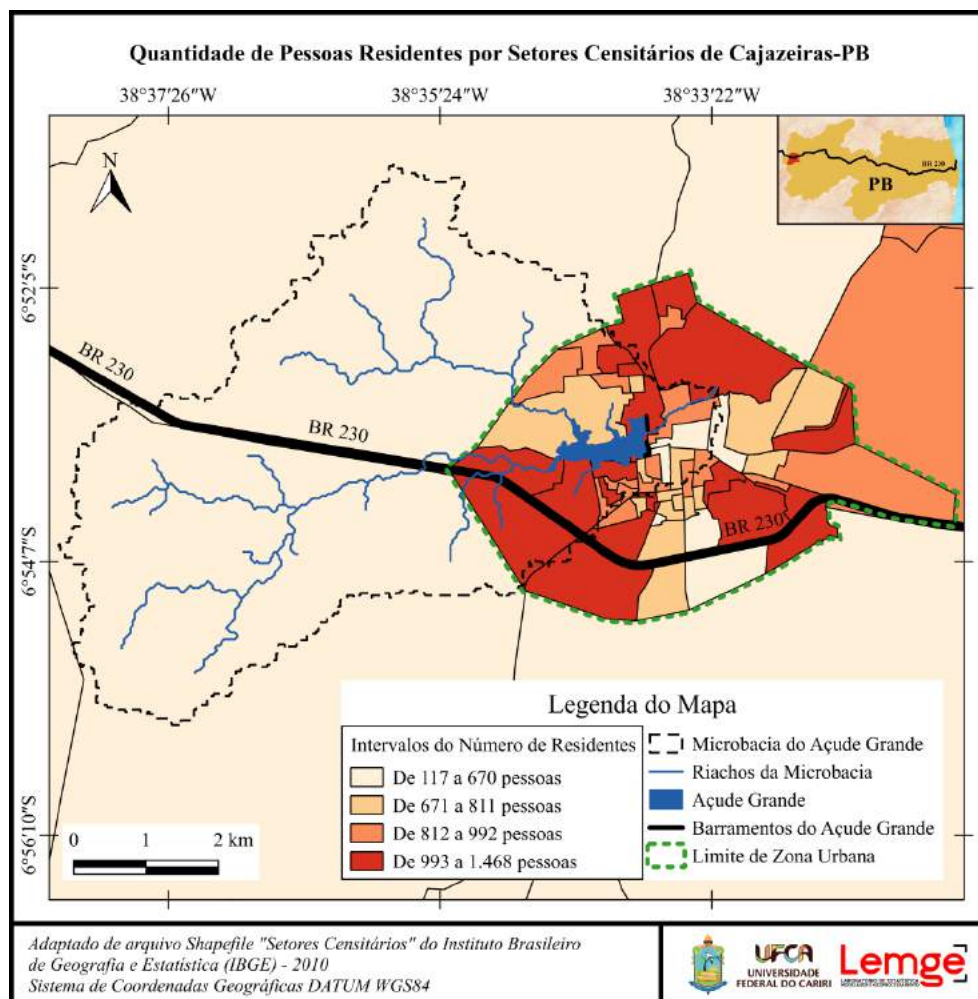 Quantidade de Pessoas Residentes por Setores Censitários de Cajazeiras-PB
38°37'26"W
38°35'24"W
38°33'22"W
N
BR 230
PB
6°52'5"S
BR 230
BR 230
BR 230
6°54'7"S
6°56'10"S
0 1 2 km
Legenda do Mapa
Intervalos do Número de Residentes
De 117 a 670 pessoas
De 671 a 811 pessoas
De 812 a 992 pessoas
De 993 a 1.468 pessoas
Microbacia do Açude Grande
Riachos da Microbacia
Açude Grande
Barramentos do Açude Grande
Limite de Zona Urbana
Adaptado de arquivo Shapefile "Setores Censitários" do Instituto Brasileiro
de Geografia e Estatística (IBGE) - 2010
Sistema de Coordenadas Geográficas DATUM WGS84
UFCA
UNIVERSIDADE
FEDERAL DO CARIRI
Lemge